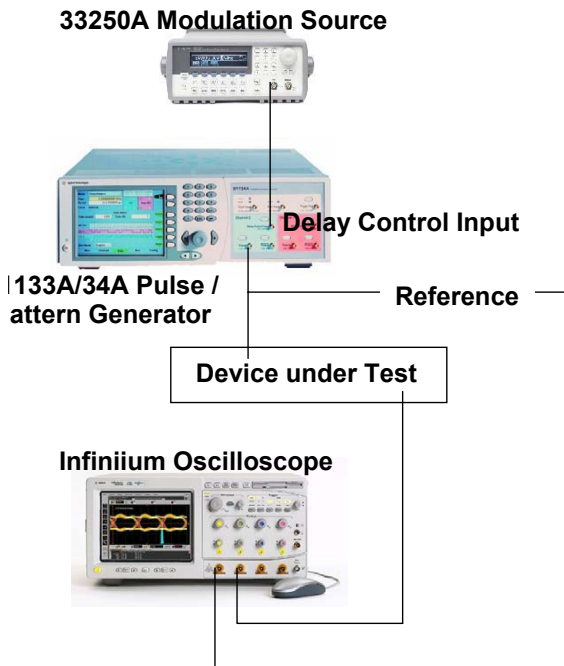 33250A Modulation Source
Delay Control Input
133A/34A Pulse /
attern Generator
Reference
Device under Test
Infiniium Oscilloscope